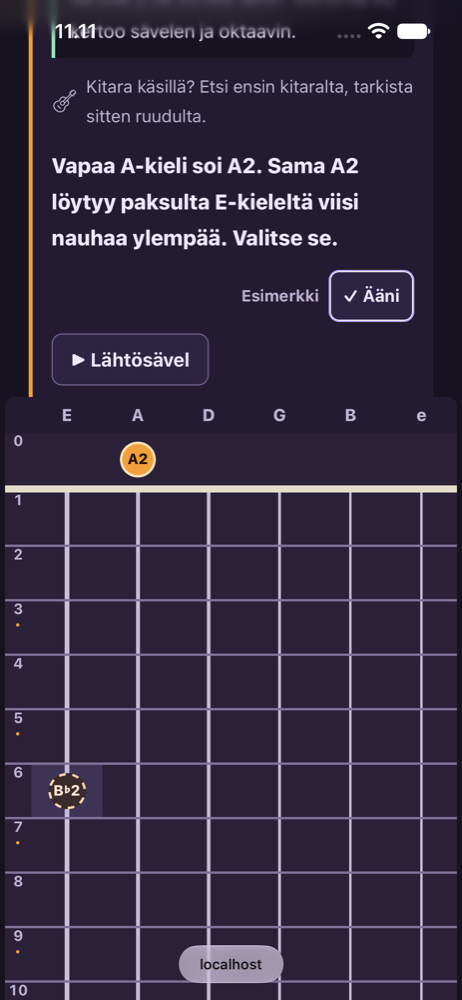 11.11
kertoo sävelen ja oktaavin.
Kitara käsillä? Etsi ensin kitaralta, tarkista
sitten ruudulta.
Vapaa A-kieli soi A2. Sama A2
löytyy paksulta E-kieleltä viisi
nauhaa ylempää. Valitse se.
Esimerkki ✓ Ääni
▶ Lähtösävel
E A D G B e
0 A2
1
2
3
4
5
6 B♭2
7
8
9
localhost
10